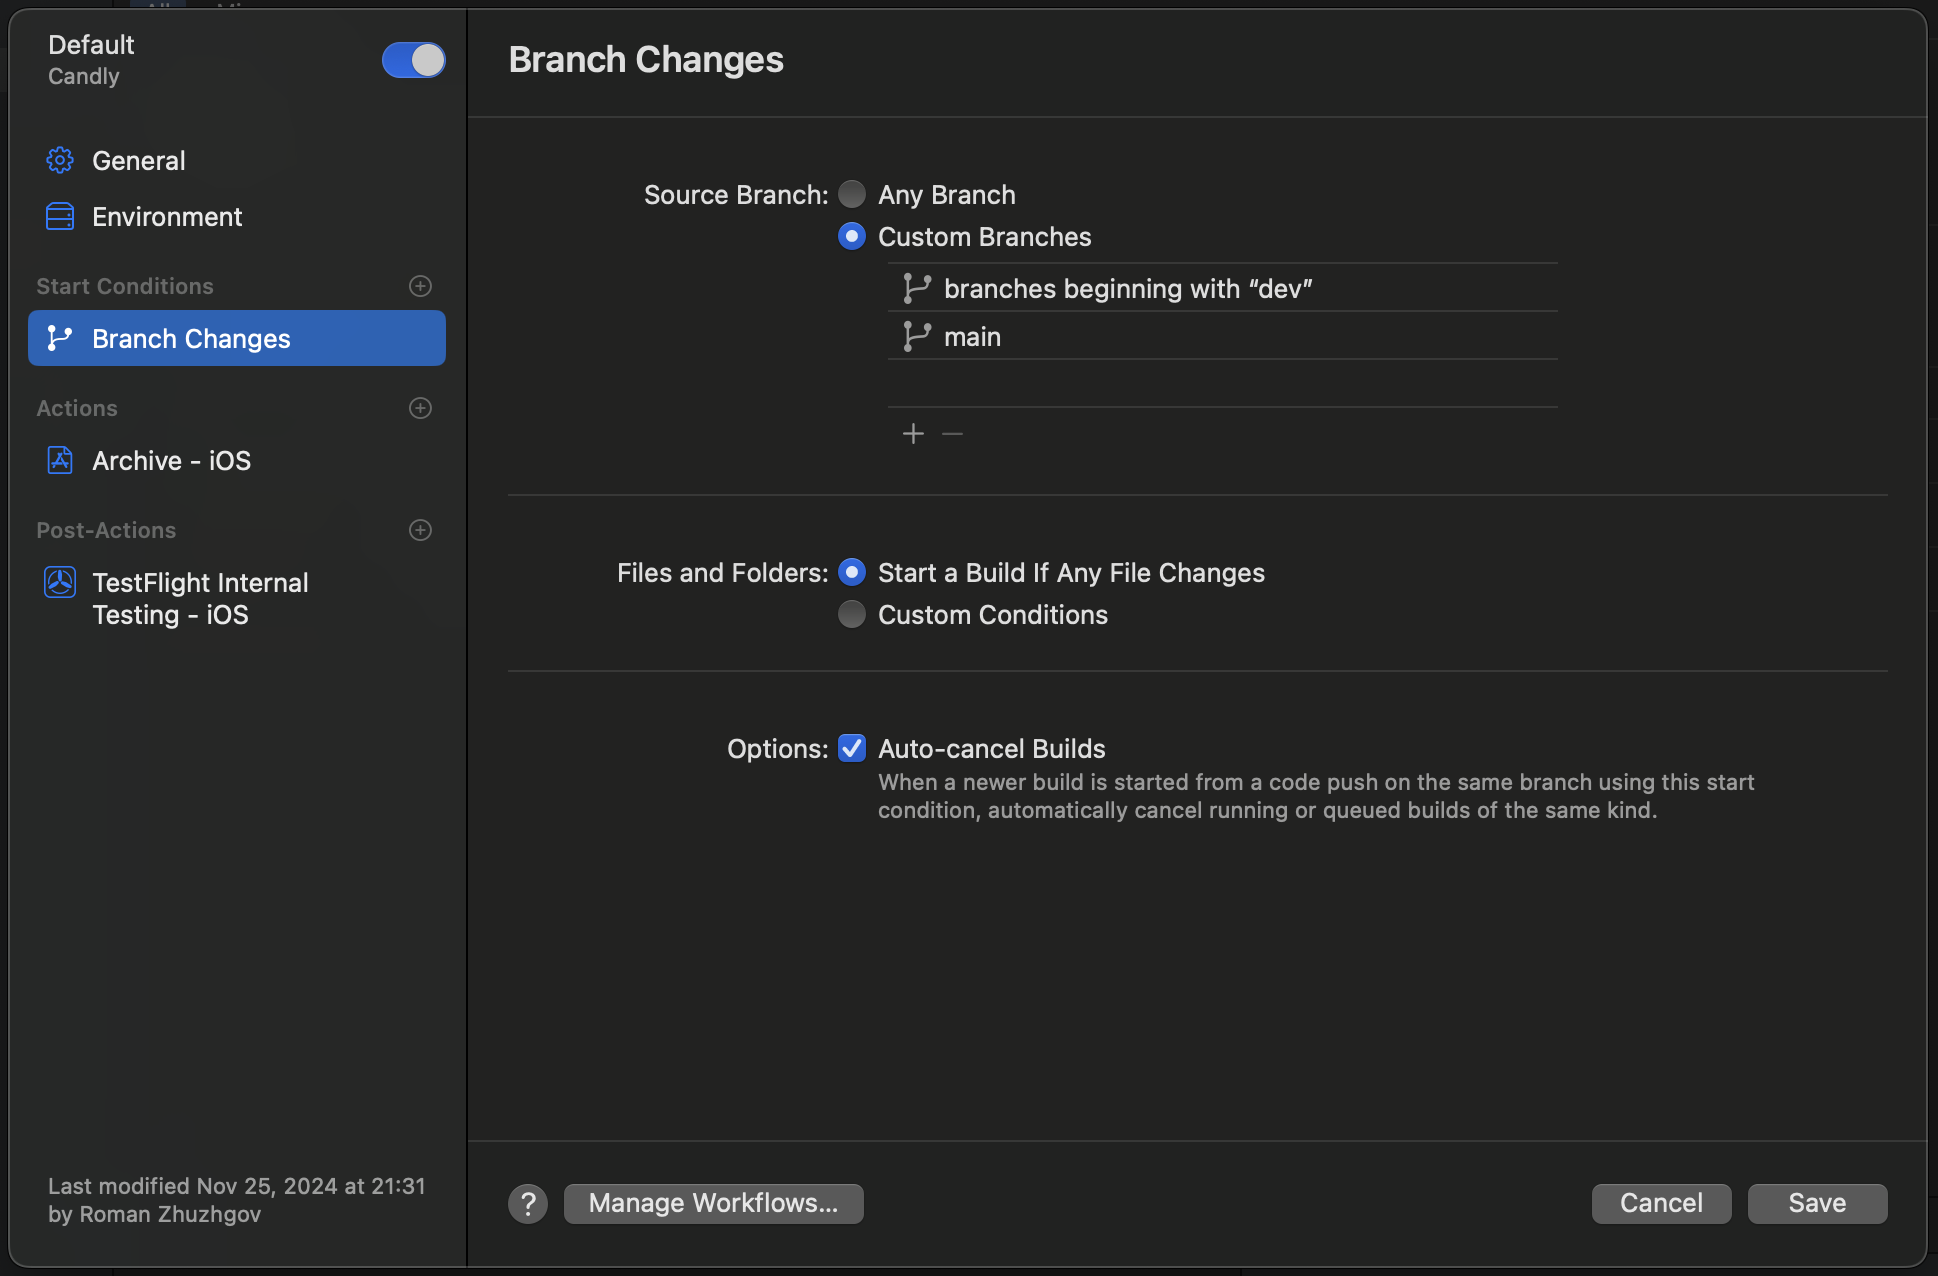 Default
Candly
General
Environment
Start Conditions
Branch Changes
Actions
Archive - iOS
Post-Actions
TestFlight Internal
Testing - iOS
Last modified Nov 25, 2024 at 21:31
by Roman Zhuzhgov
Branch Changes
Source Branch:
Any Branch
Custom Branches
branches beginning with “dev”
main
Files and Folders:
Start a Build If Any File Changes
Custom Conditions
Options:
Auto-cancel Builds
When a newer build is started from a code push on the same branch using this start
condition, automatically cancel running or queued builds of the same kind.
?
Manage Workflows...
Cancel
Save